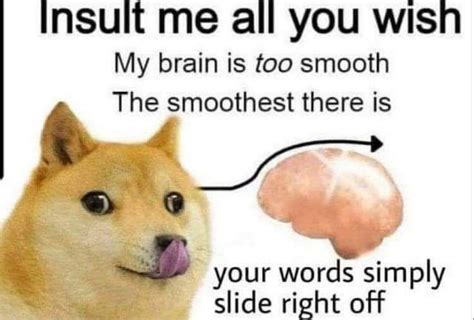 Insult me all you wish
My brain is too smooth
The smoothest there is
your words simply
slide right off